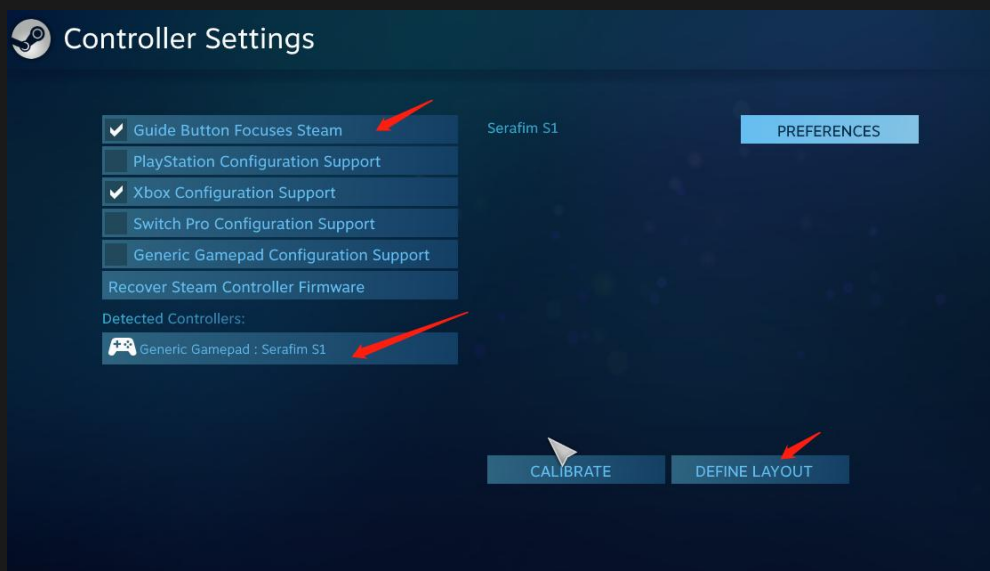 Controller Settings
Guide Button Focuses Steam
PlayStation Configuration Support
Xbox Configuration Support
Switch Pro Configuration Support
Generic Gamepad Configuration Support
Recover Steam Controller Firmware
Detected Controllers:
Generic Gamepad : Serafim S1
Serafim S1
PREFERENCES
CALIBRATE
DEFINE LAYOUT